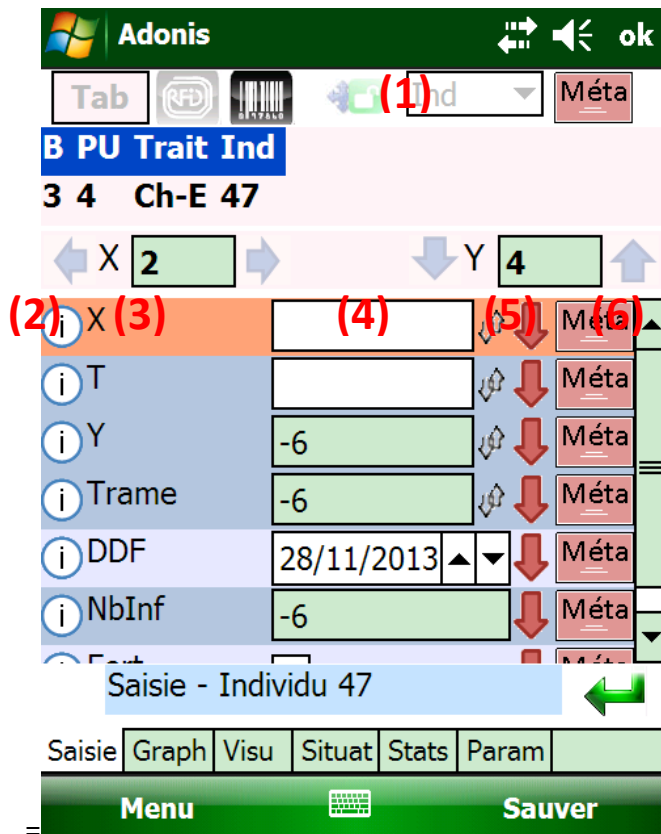 Adonis ok
Tab RFID (1) Ind Méta
B PU Trait Ind
3 4 Ch-E 47
X 2 Y 4
(2) i X (3) (4) (5) Méta (6)
i T Méta
i Y -6 Méta
i Trame -6 Méta
i DDF 28/11/2013 Méta
i NbInf -6 Méta
Saisie - Individu 47
Saisie Graph Visu Situat Stats Param
Menu Sauver